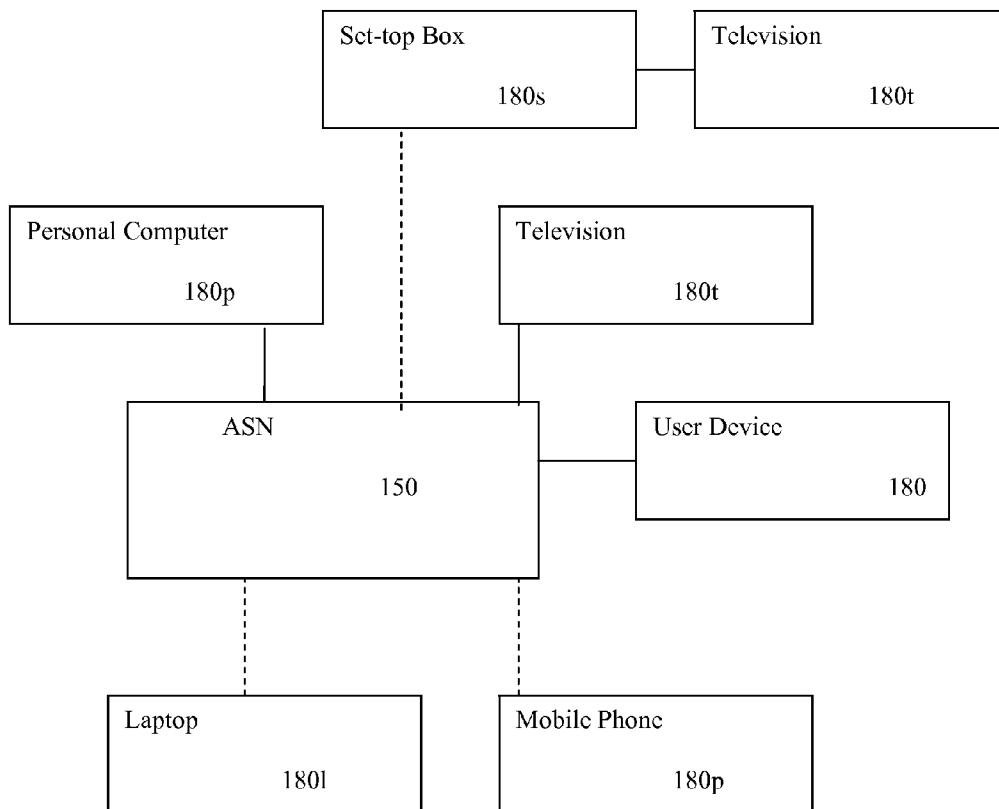 Set-top Box
180s
Television
180t
Personal Computer
180p
Television
180t
ASN
150
User Device
180
Laptop
180l
Mobile Phone
180p